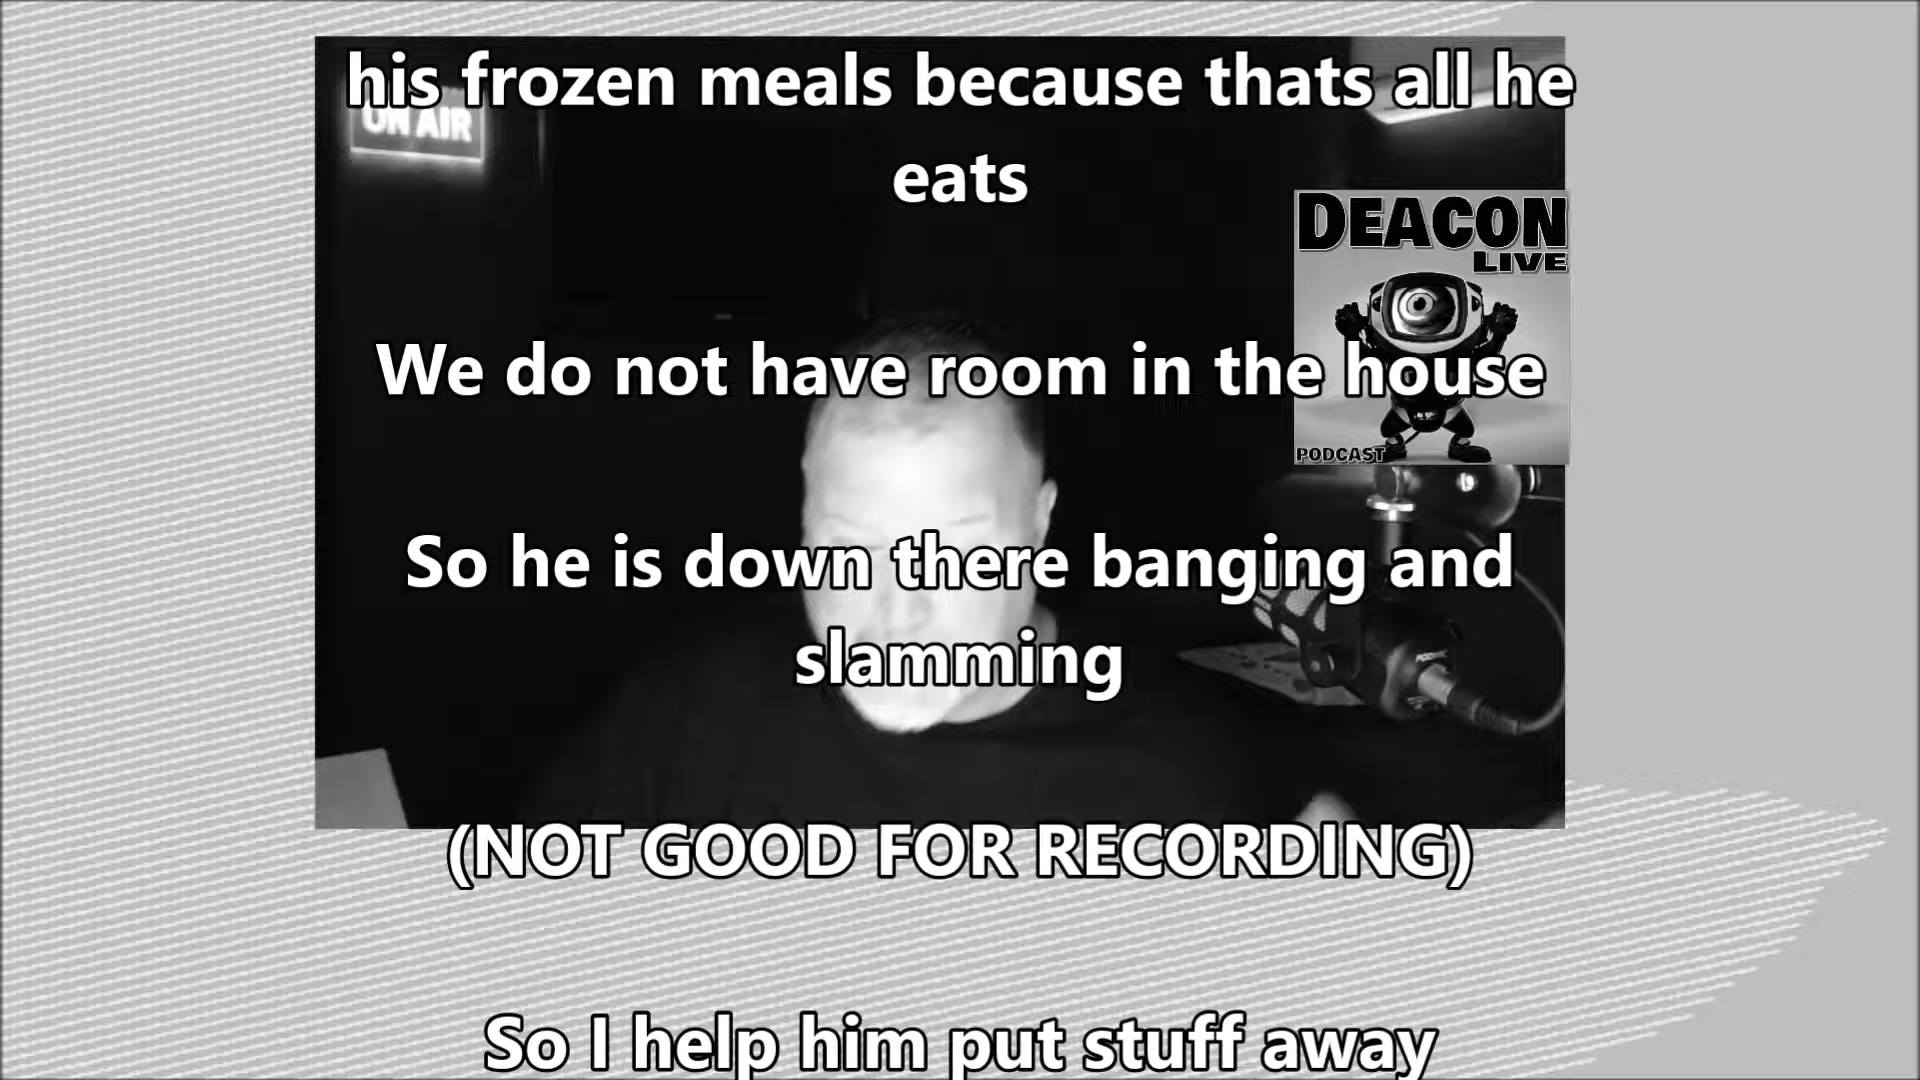 his frozen meals because thats all he
eats
ON AIR
DEACON
LIVE
We do not have room in the house
PODCAST
So he is down there banging and
slamming
(NOT GOOD FOR RECORDING)
So I help him put stuff away